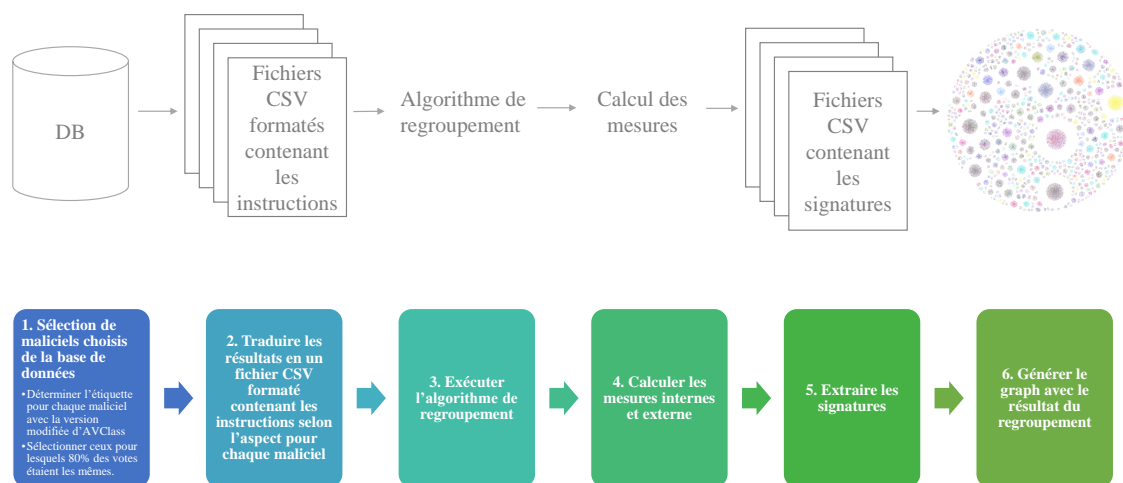 DB
Fichiers
CSV
formatés
contenant
les
instructions
Algorithme de
regroupement
Calcul des
mesures
Fichiers
CSV
contenant
les
signatures
1. Sélection de
maliciels choisis
de la base de
données
•Déterminer l'étiquette
pour chaque maliciel
avec la version
modifiée d'AVClass
•Sélectionner ceux pour
lesquels 80% des votes
étaient les mêmes.
2. Traduire les
résultats en un
fichier CSV
formaté
contenant les
instructions selon
l'aspect pour
chaque maliciel
3. Exécuter
l'algorithme de
regroupement
4. Calculer les
mesures internes et
externe
5. Extraire les
signatures
6. Générer le
graph avec le
résultat du
regroupement